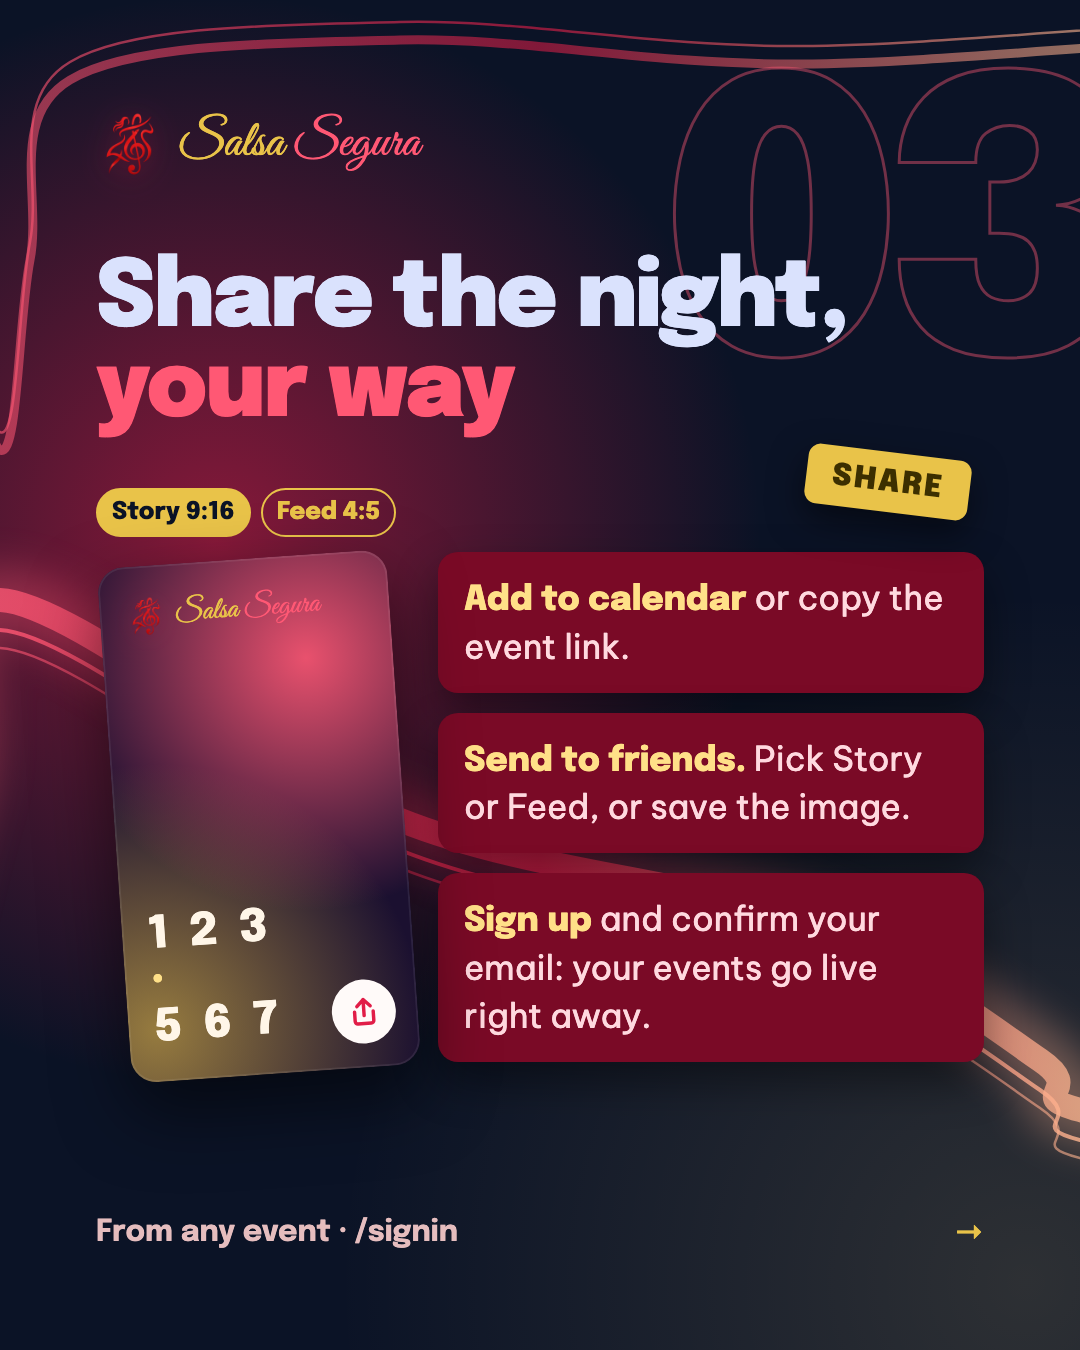 Salsa Segura
03
Share the night,
your way
SHARE
Story 9:16
Feed 4:5
Salsa Segura
1 2 3
5 6 7
Add to calendar or copy the
event link.
Send to friends. Pick Story
or Feed, or save the image.
Sign up and confirm your
email: your events go live
right away.
From any event · /signin →